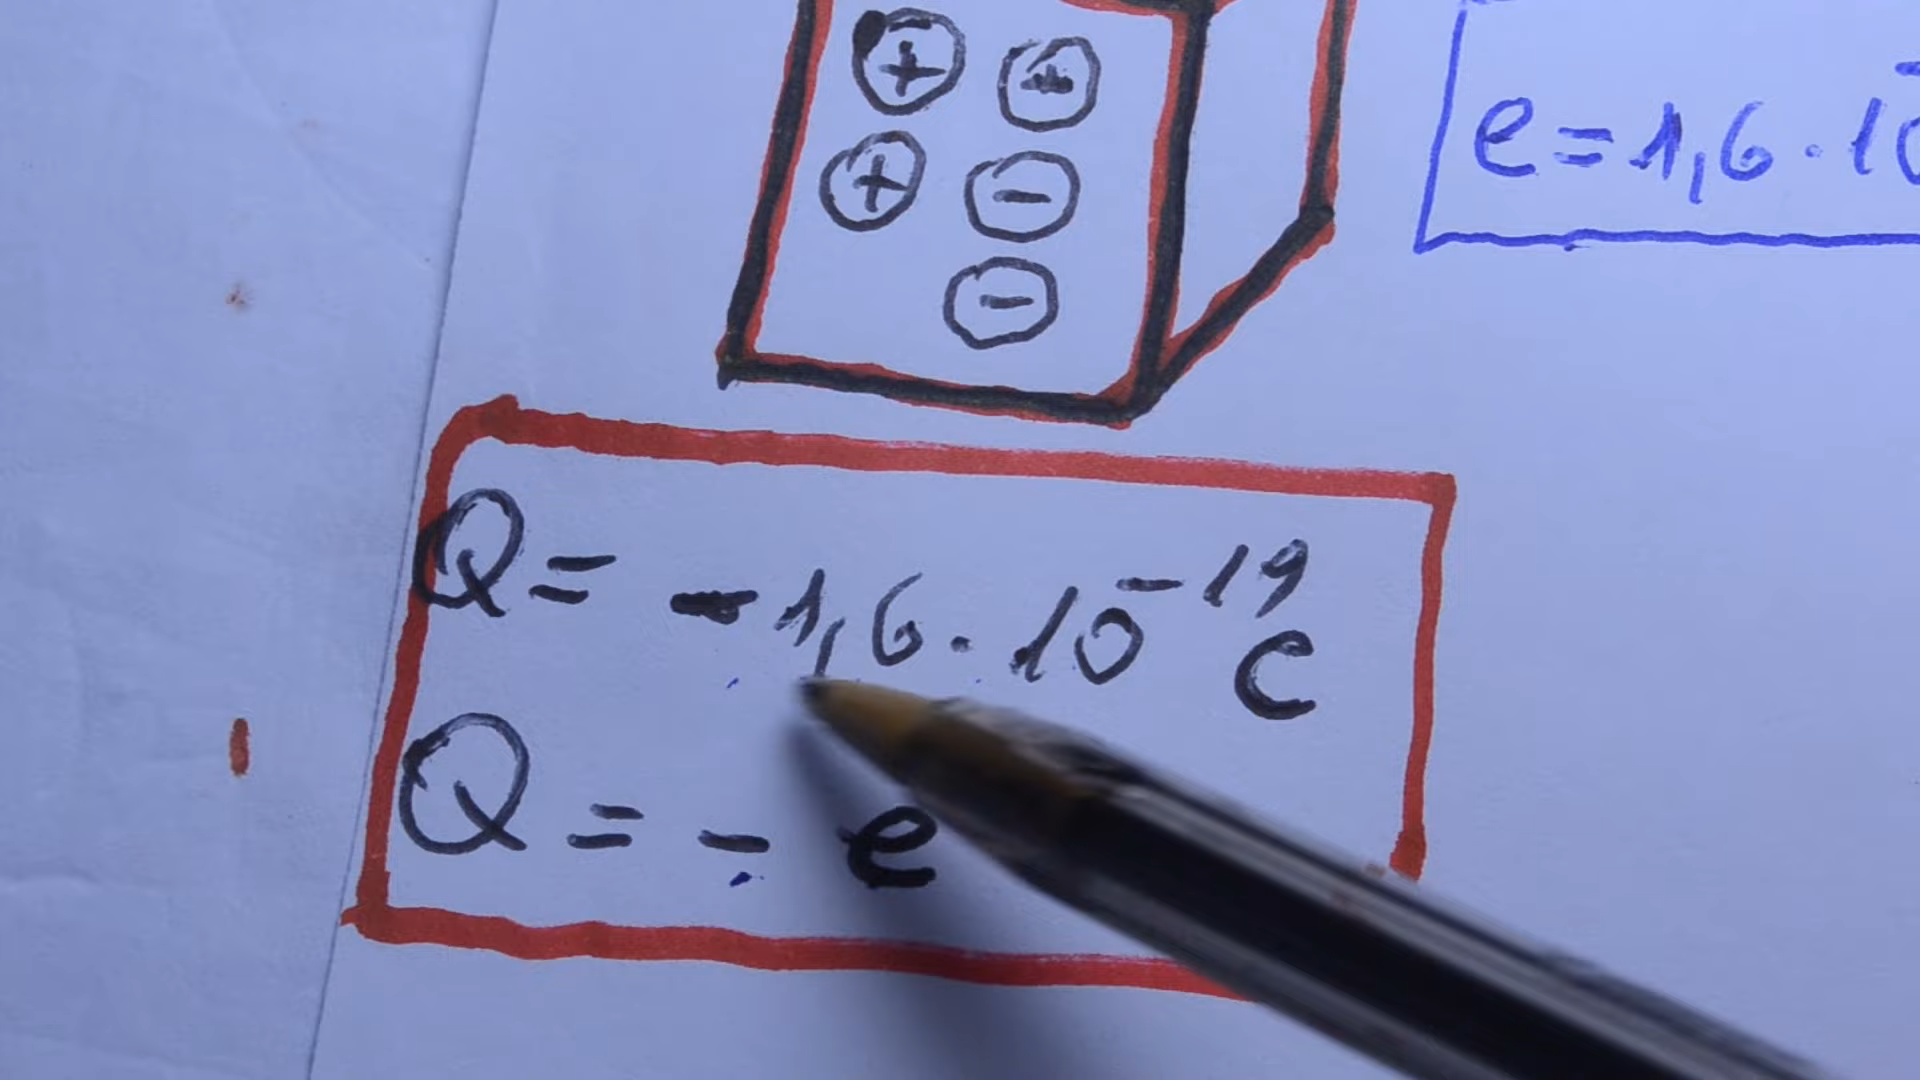 + +
+ -
-
e = 1,6 . 10⁻
Q = - 1,6 . 10⁻¹⁹ C
Q = - e